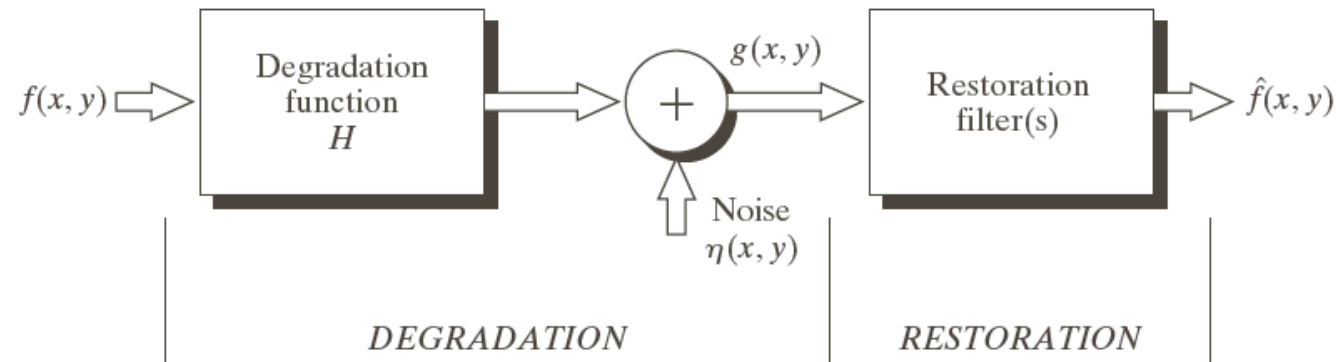 f(x, y)
Degradation
function
H
+
g(x, y)
Noise
η(x, y)
Restoration
filter(s)
f̂(x, y)
DEGRADATION
RESTORATION